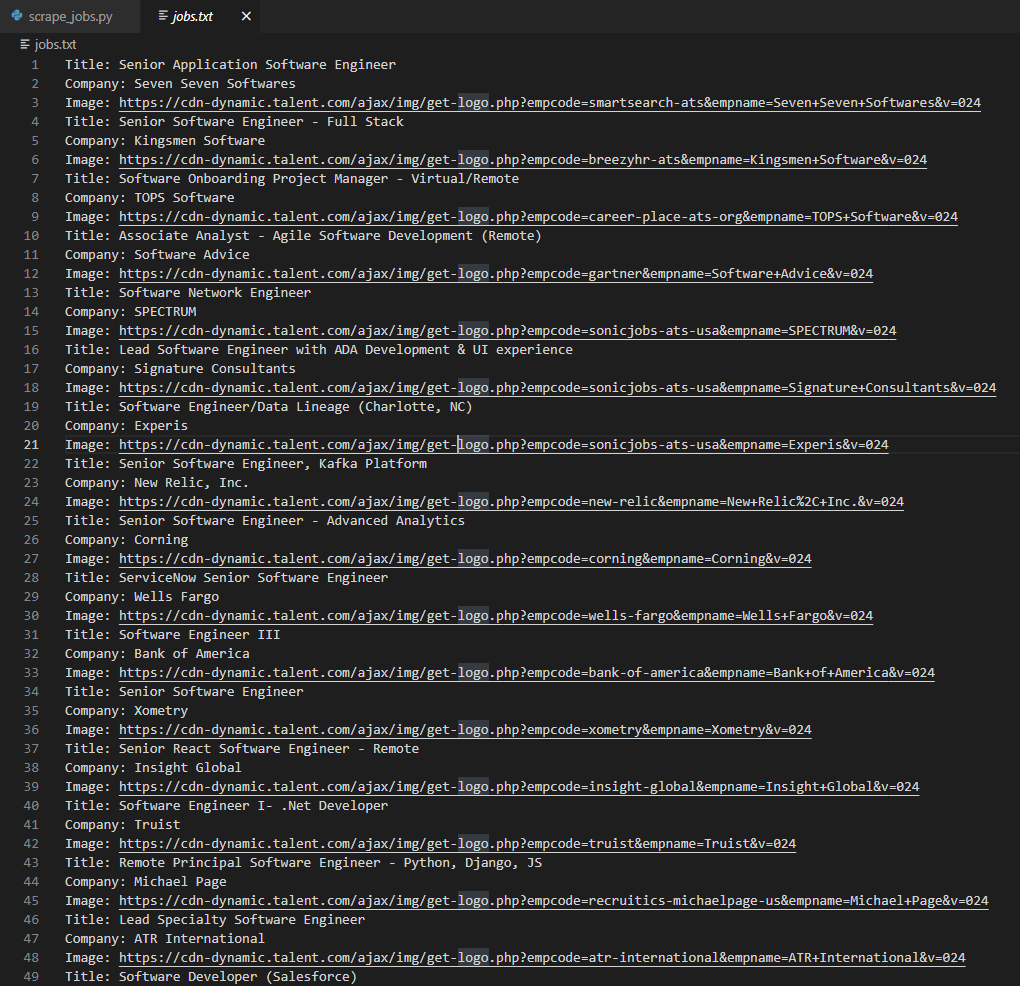 scrape_jobs.py
jobs.txt
jobs.txt
1 Title: Senior Application Software Engineer
2 Company: Seven Seven Softwares
3 Image: https://cdn-dynamic.talent.com/ajax/img/get-logo.php?empcode=smartsearch-ats&empname=Seven+Seven+Softwares&v=024
4 Title: Senior Software Engineer - Full Stack
5 Company: Kingsmen Software
6 Image: https://cdn-dynamic.talent.com/ajax/img/get-logo.php?empcode=breezyhr-ats&empname=Kingsmen+Software&v=024
7 Title: Software Onboarding Project Manager - Virtual/Remote
8 Company: TOPS Software
9 Image: https://cdn-dynamic.talent.com/ajax/img/get-logo.php?empcode=career-place-ats-org&empname=TOPS+Software&v=024
10 Title: Associate Analyst - Agile Software Development (Remote)
11 Company: Software Advice
12 Image: https://cdn-dynamic.talent.com/ajax/img/get-logo.php?empcode=gartner&empname=Software+Advice&v=024
13 Title: Software Network Engineer
14 Company: SPECTRUM
15 Image: https://cdn-dynamic.talent.com/ajax/img/get-logo.php?empcode=sonicjobs-ats-usa&empname=SPECTRUM&v=024
16 Title: Lead Software Engineer with ADA Development & UI experience
17 Company: Signature Consultants
18 Image: https://cdn-dynamic.talent.com/ajax/img/get-logo.php?empcode=sonicjobs-ats-usa&empname=Signature+Consultants&v=024
19 Title: Software Engineer/Data Lineage (Charlotte, NC)
20 Company: Experis
21 Image: https://cdn-dynamic.talent.com/ajax/img/get-logo.php?empcode=sonicjobs-ats-usa&empname=Experis&v=024
22 Title: Senior Software Engineer, Kafka Platform
23 Company: New Relic, Inc.
24 Image: https://cdn-dynamic.talent.com/ajax/img/get-logo.php?empcode=new-relic&empname=New+Relic%2C+Inc.&v=024
25 Title: Senior Software Engineer - Advanced Analytics
26 Company: Corning
27 Image: https://cdn-dynamic.talent.com/ajax/img/get-logo.php?empcode=corning&empname=Corning&v=024
28 Title: ServiceNow Senior Software Engineer
29 Company: Wells Fargo
30 Image: https://cdn-dynamic.talent.com/ajax/img/get-logo.php?empcode=wells-fargo&empname=Wells+Fargo&v=024
31 Title: Software Engineer III
32 Company: Bank of America
33 Image: https://cdn-dynamic.talent.com/ajax/img/get-logo.php?empcode=bank-of-america&empname=Bank+of+America&v=024
34 Title: Senior Software Engineer
35 Company: Xometry
36 Image: https://cdn-dynamic.talent.com/ajax/img/get-logo.php?empcode=xometry&empname=Xometry&v=024
37 Title: Senior React Software Engineer - Remote
38 Company: Insight Global
39 Image: https://cdn-dynamic.talent.com/ajax/img/get-logo.php?empcode=insight-global&empname=Insight+Global&v=024
40 Title: Software Engineer I- .Net Developer
41 Company: Truist
42 Image: https://cdn-dynamic.talent.com/ajax/img/get-logo.php?empcode=truist&empname=Truist&v=024
43 Title: Remote Principal Software Engineer - Python, Django, JS
44 Company: Michael Page
45 Image: https://cdn-dynamic.talent.com/ajax/img/get-logo.php?empcode=recruitics-michaelpage-us&empname=Michael+Page&v=024
46 Title: Lead Specialty Software Engineer
47 Company: ATR International
48 Image: https://cdn-dynamic.talent.com/ajax/img/get-logo.php?empcode=atr-international&empname=ATR+International&v=024
49 Title: Software Developer (Salesforce)